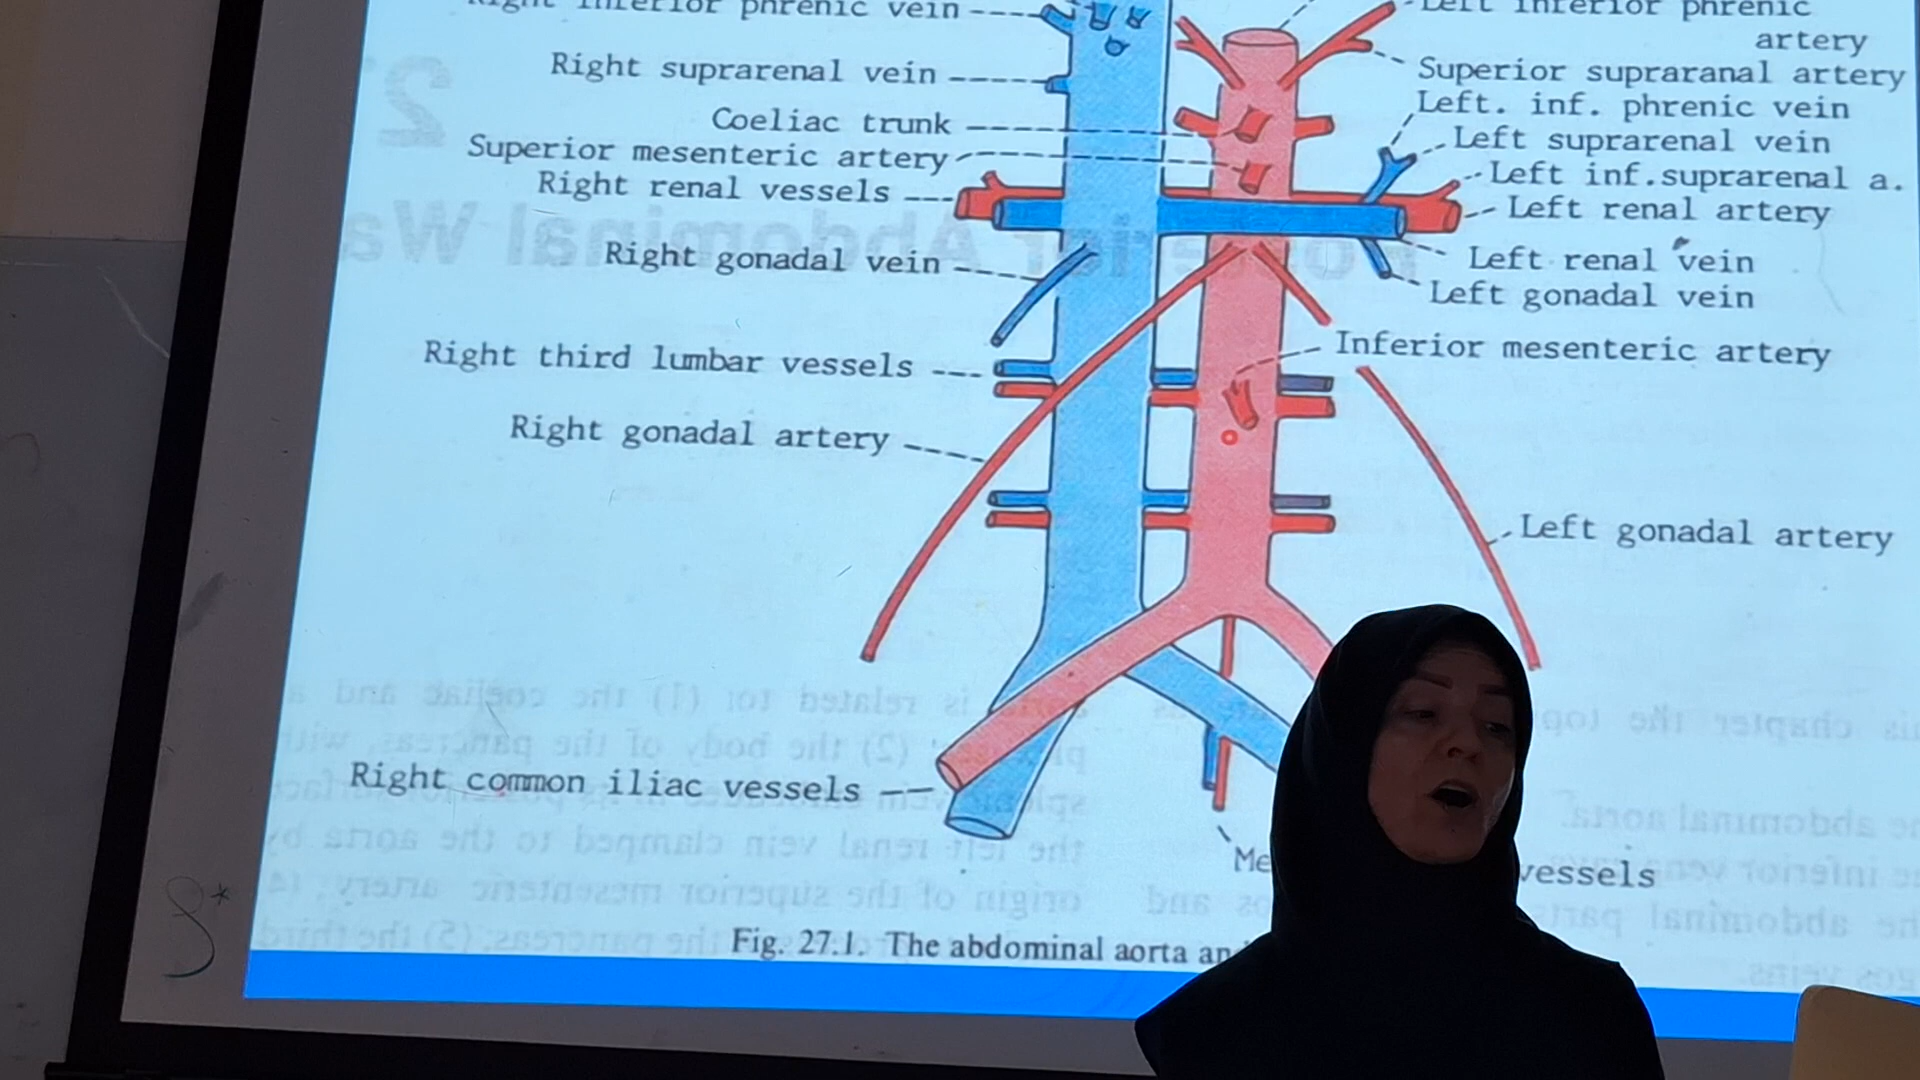 Right inferior phrenic vein
Left inferior phrenic
artery
Right suprarenal vein
Superior supraranal artery
Left. inf. phrenic vein
Coeliac trunk
Left suprarenal vein
Superior mesenteric artery
Left inf.suprarenal a.
Right renal vessels
Left renal artery
Right gonadal vein
Left renal vein
Left gonadal vein
Right third lumbar vessels
Inferior mesenteric artery
Right gonadal artery
Left gonadal artery
Right common iliac vessels
vessels
Fig. 27.1. The abdominal aorta